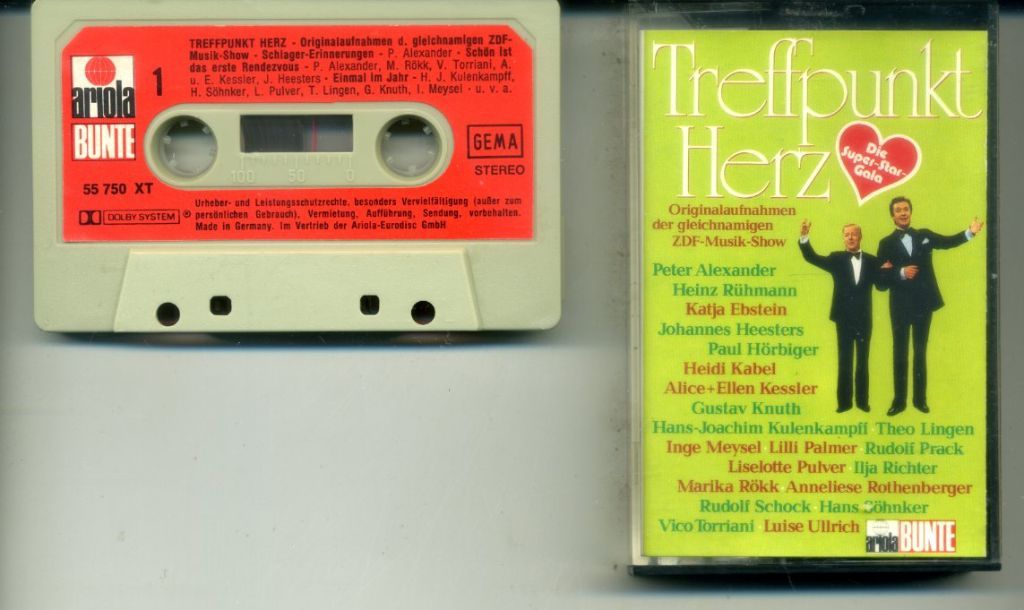 TREFFPUNKT HERZ - Originalaufnahmen d. gleichnamigen ZDF-
Musik-Show - Schlager-Erinnerungen - P. Alexander - Schön ist
das erste Rendezvous - P. Alexander, M. Rökk, V. Torriani, A.
u. E. Kessler, J. Heesters - Einmal im Jahr - H. J. Kulenkampff,
H. Söhnker, L. Pulver, T. Lingen, G. Knuth, I. Meysel - u. v. a.
ariola
BUNTE
1
100 50 0
GEMA
STEREO
55 750 XT
DOLBY SYSTEM
Urheber- und Leistungsschutzrechte, besonders Vervielfältigung (außer zum
persönlichen Gebrauch), Vermietung, Aufführung, Sendung, vorbehalten.
Made in Germany. Im Vertrieb der Ariola-Eurodisc GmbH
Treffpunkt
Herz
Die
Super-Star-
Gala
Originalaufnahmen
der gleichnamigen
ZDF-Musik-Show
Peter Alexander
Heinz Rühmann
Katja Ebstein
Johannes Heesters
Paul Hörbiger
Heidi Kabel
Alice+Ellen Kessler
Gustav Knuth
Hans-Joachim Kulenkampff · Theo Lingen
Inge Meysel · Lilli Palmer · Rudolf Prack
Liselotte Pulver · Ilja Richter
Marika Rökk · Anneliese Rothenberger
Rudolf Schock · Hans Söhnker
Vico Torriani · Luise Ullrich
ariola BUNTE